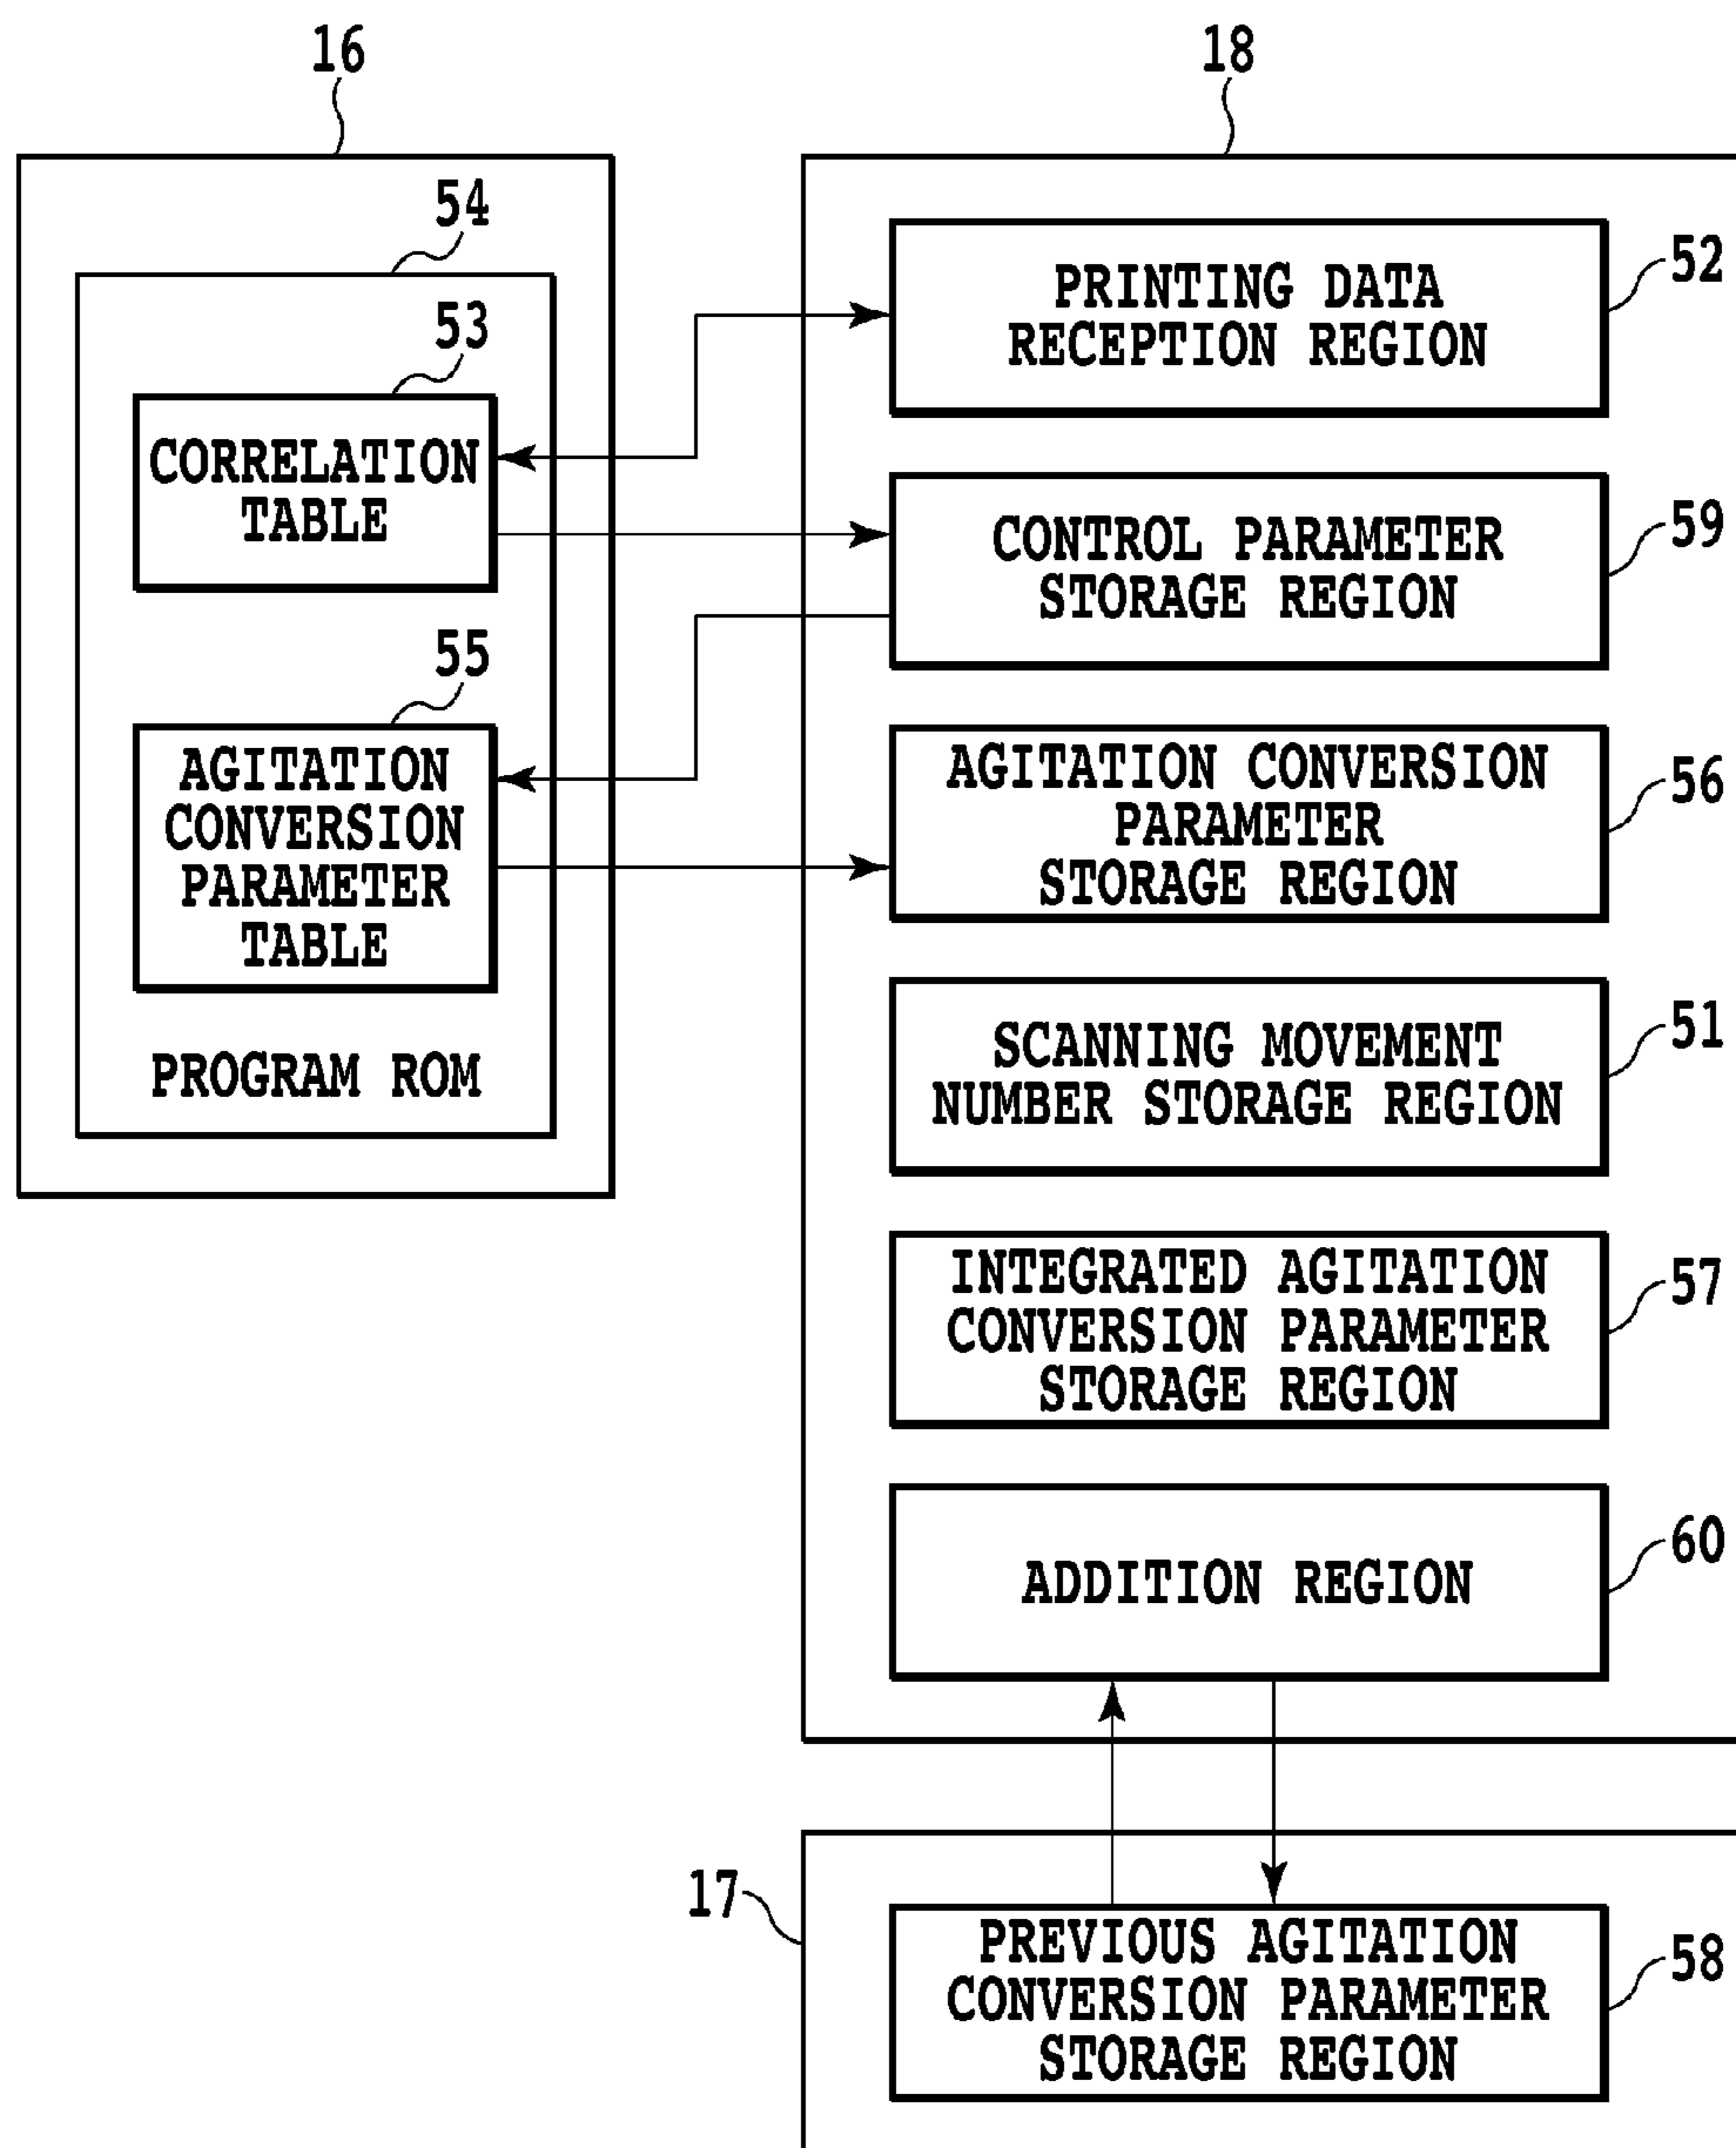 16
18
54
53
CORRELATION
TABLE
55
AGITATION
CONVERSION
PARAMETER
TABLE
PROGRAM ROM
PRINTING DATA
RECEPTION REGION
52
CONTROL PARAMETER
STORAGE REGION
59
AGITATION CONVERSION
PARAMETER
STORAGE REGION
56
SCANNING MOVEMENT
NUMBER STORAGE REGION
51
INTEGRATED AGITATION
CONVERSION PARAMETER
STORAGE REGION
57
ADDITION REGION
60
17
PREVIOUS AGITATION
CONVERSION PARAMETER
STORAGE REGION
58